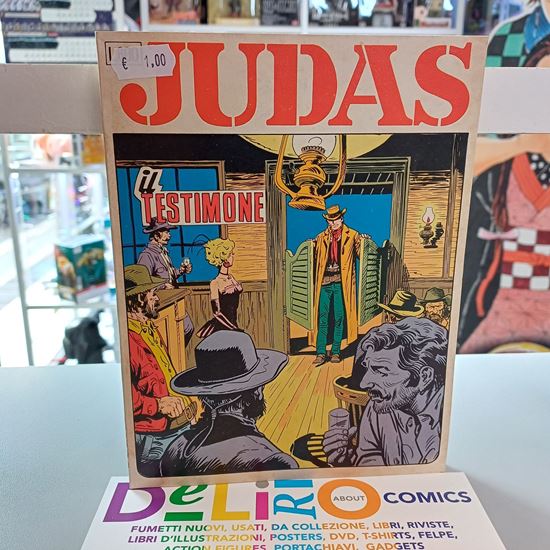 € 1,00
JUDAS
il
TESTIMONE
DeLiRiO ABOUT COMICS
FUMETTI NUOVI, USATI, DA COLLEZIONE, LIBRI, RIVISTE,
LIBRI D'ILLUSTRAZIONI, POSTERS, DVD, T-SHIRTS, FELPE,
ACTION FIGURES, PORTACHIAVI, GADGETS